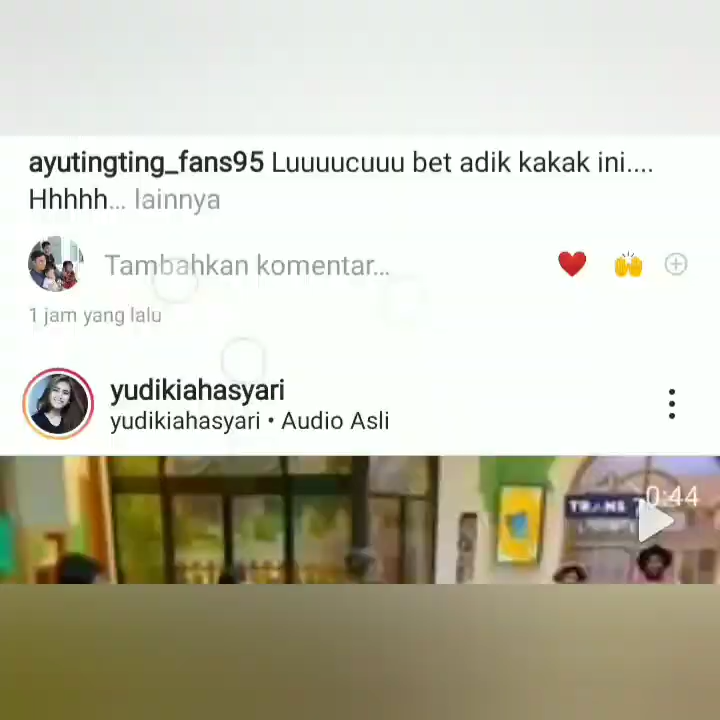 ayutingting_fans95 Luuuucuuu bet adik kakak ini....
Hhhhh... lainnya
Tambahkan komentar...
1 jam yang lalu
yudikiahasyari
yudikiahasyari • Audio Asli
0:44